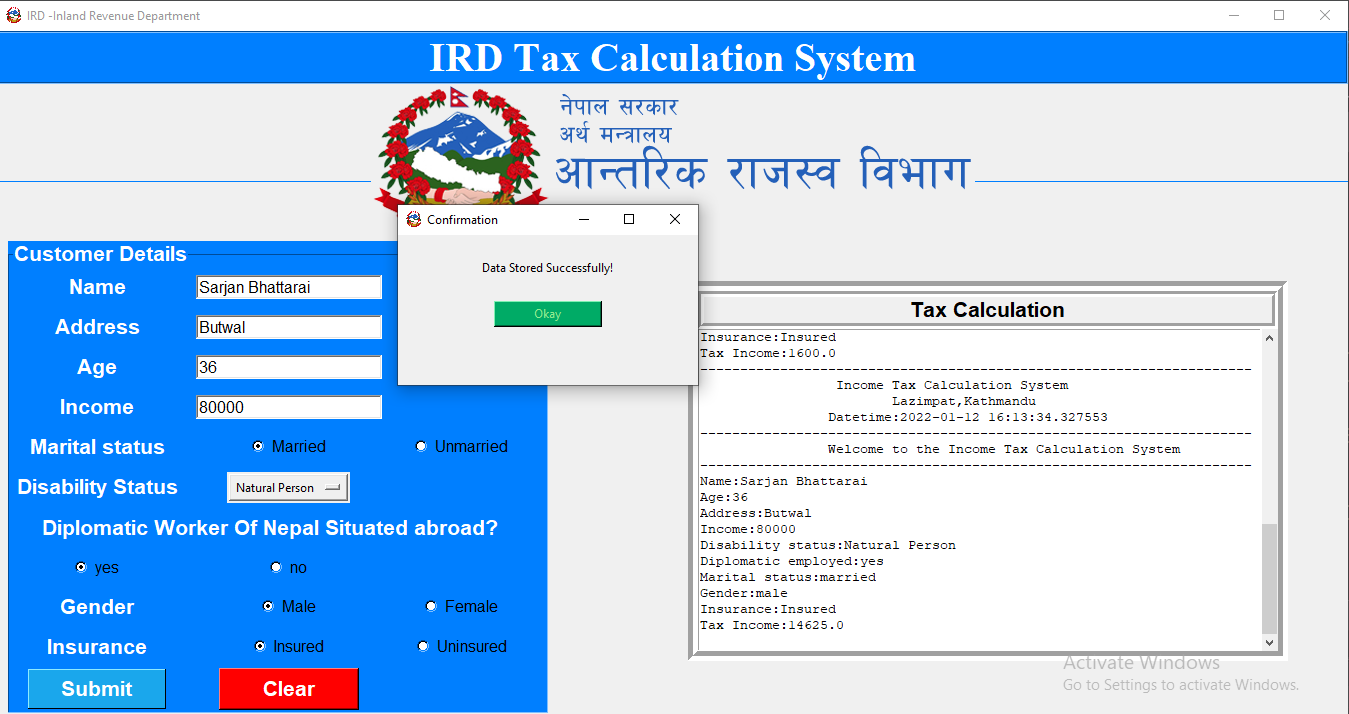 IRD -Inland Revenue Department
IRD Tax Calculation System
नेपाल सरकार
अर्थ मन्त्रालय
आन्तरिक राजस्व विभाग
Confirmation
Data Stored Successfully!
Okay
Customer Details
Name Sarjan Bhattarai
Address Butwal
Age 36
Income 80000
Marital status Married Unmarried
Disability Status Natural Person
Diplomatic Worker Of Nepal Situated abroad?
yes no
Gender Male Female
Insurance Insured Uninsured
Submit Clear
Tax Calculation
Insurance:Insured
Tax Income:1600.0
---------------------------------------------------------------------
Income Tax Calculation System
Lazimpat,Kathmandu
Datetime:2022-01-12 16:13:34.327553
---------------------------------------------------------------------
Welcome to the Income Tax Calculation System
---------------------------------------------------------------------
Name:Sarjan Bhattarai
Age:36
Address:Butwal
Income:80000
Disability status:Natural Person
Diplomatic employed:yes
Marital status:married
Gender:male
Insurance:Insured
Tax Income:14625.0
Activate Windows
Go to Settings to activate Windows.